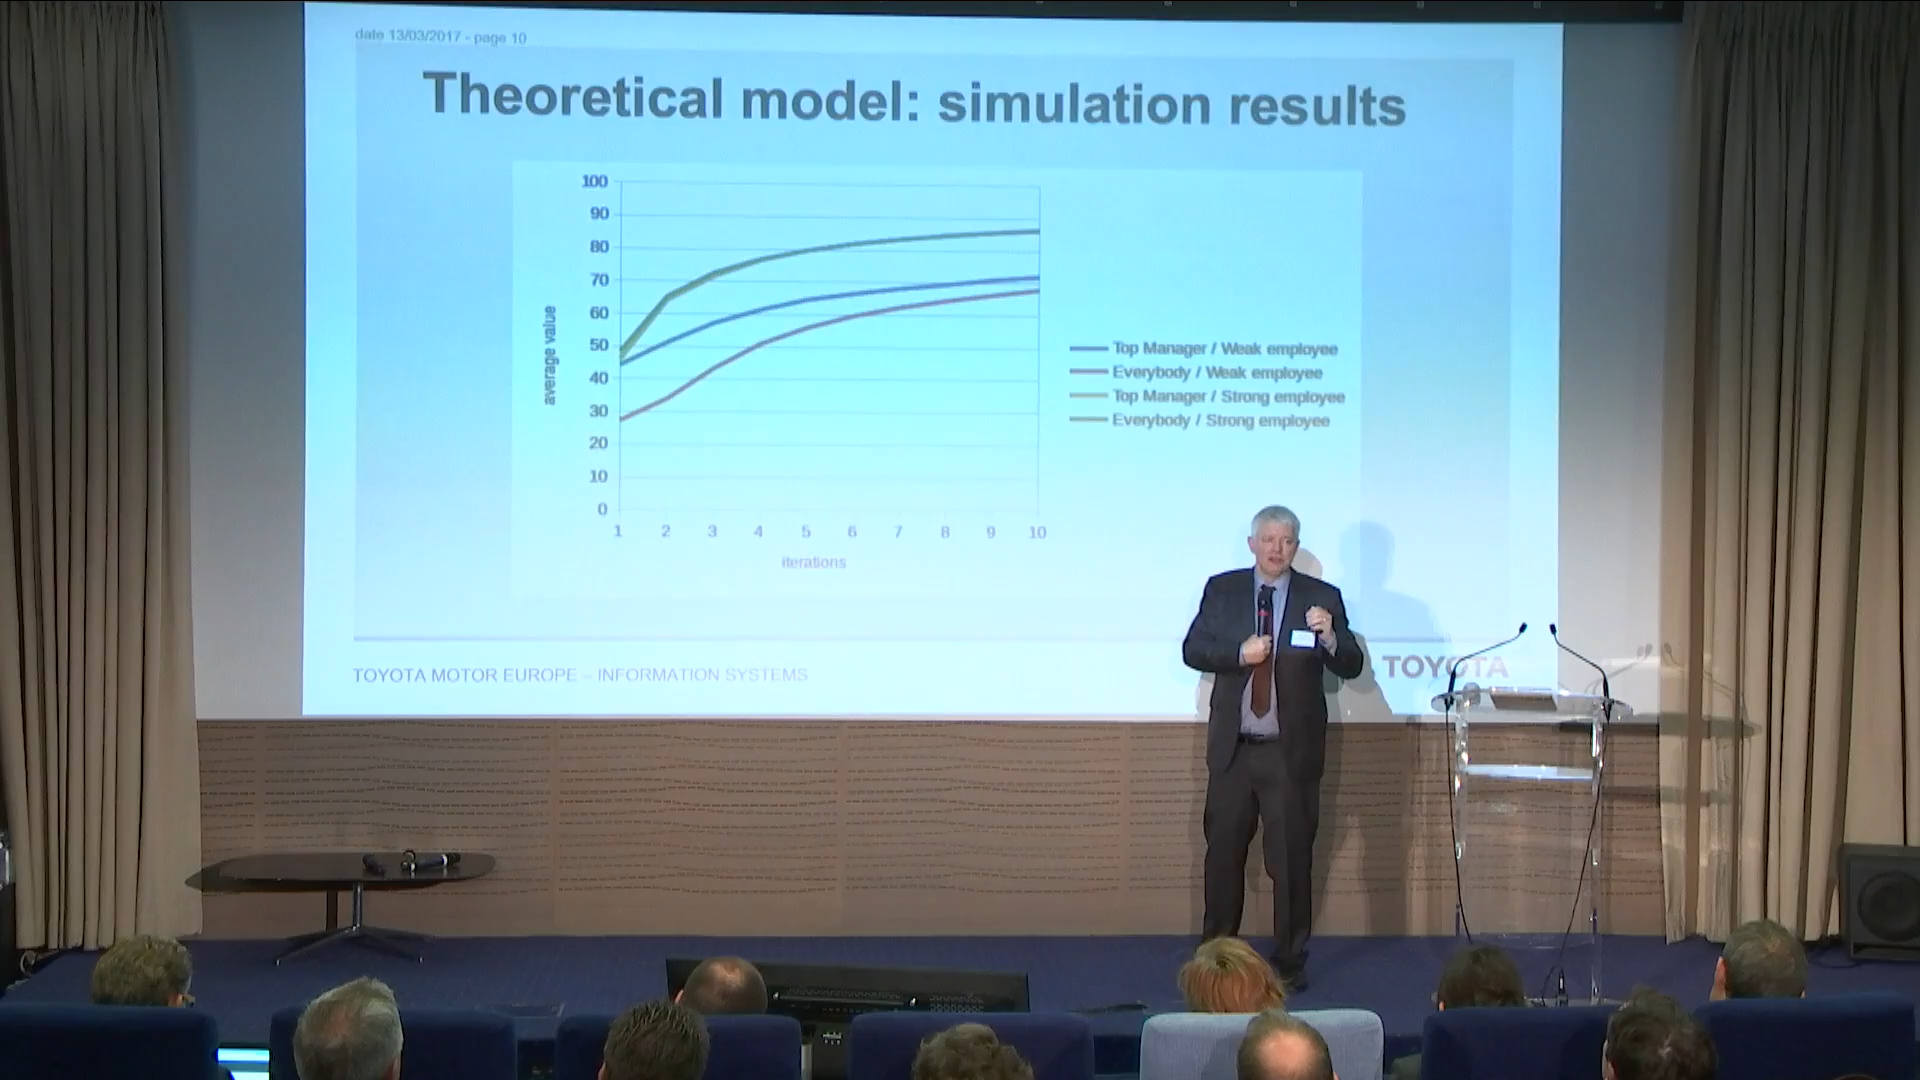 date 13/03/2017 - page 10
Theoretical model: simulation results
100
90
80
70
60
50
40
30
20
10
0
average value
1 2 3 4 5 6 7 8 9 10
iterations
Top Manager / Weak employee
Everybody / Weak employee
Top Manager / Strong employee
Everybody / Strong employee
TOYOTA MOTOR EUROPE – INFORMATION SYSTEMS
TOYOTA